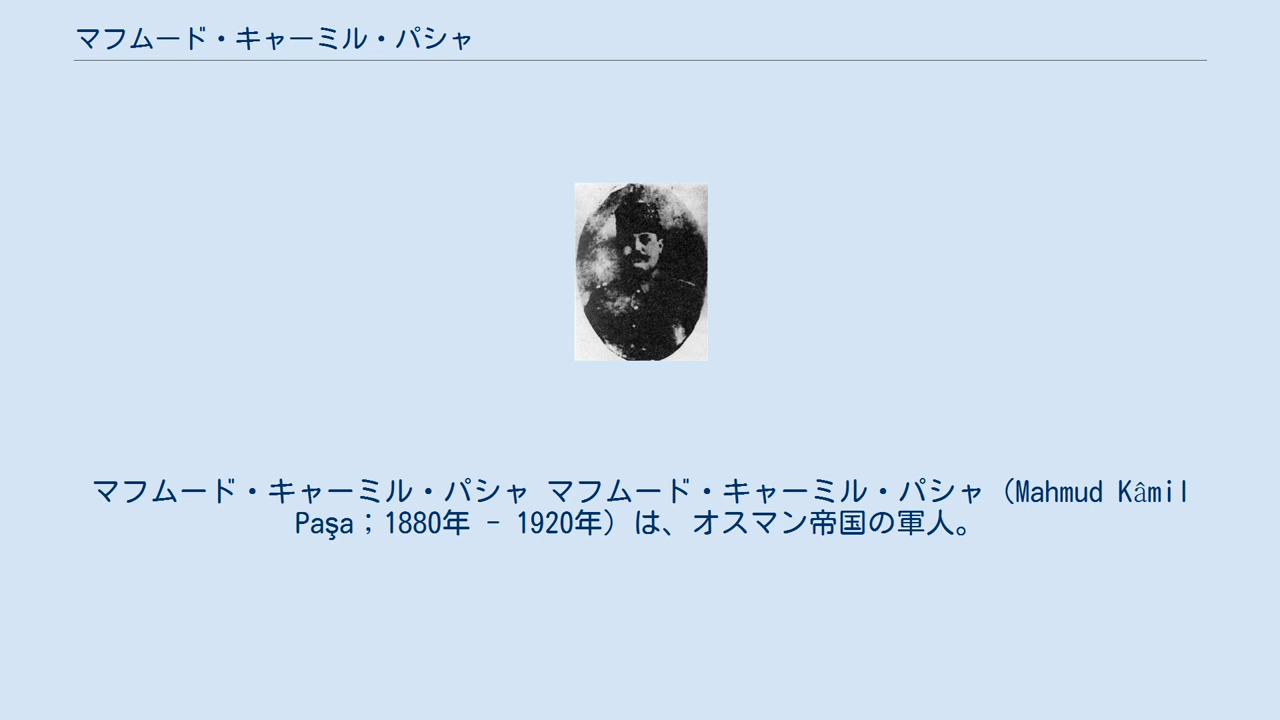 マフムード・キャーミル・パシャ
マフムード・キャーミル・パシャ マフムード・キャーミル・パシャ（Mahmud Kâmil
Paşa；1880年 - 1920年）は、オスマン帝国の軍人。